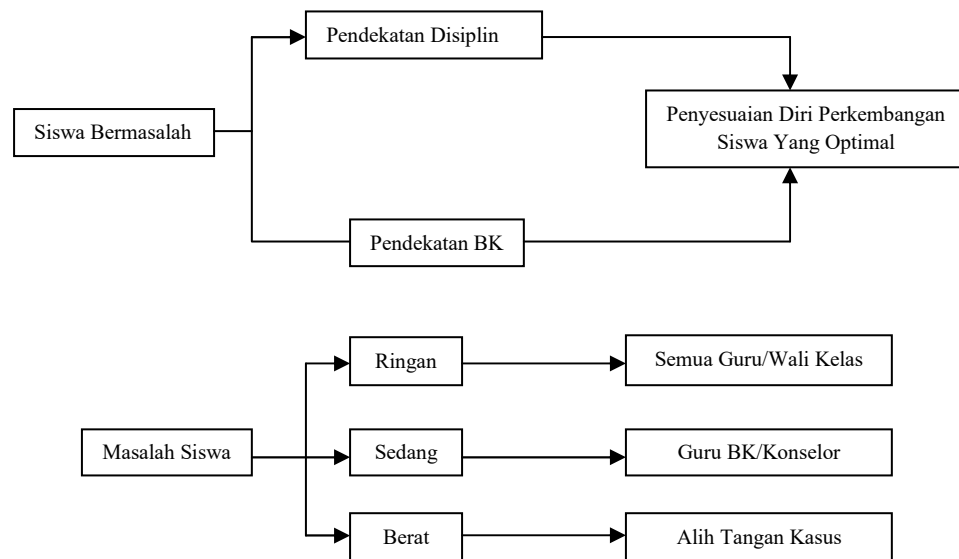 Pendekatan Disiplin
Siswa Bermasalah
Penyesuaian Diri Perkembangan
Siswa Yang Optimal
Pendekatan BK
Ringan
Semua Guru/Wali Kelas
Masalah Siswa
Sedang
Guru BK/Konselor
Berat
Alih Tangan Kasus